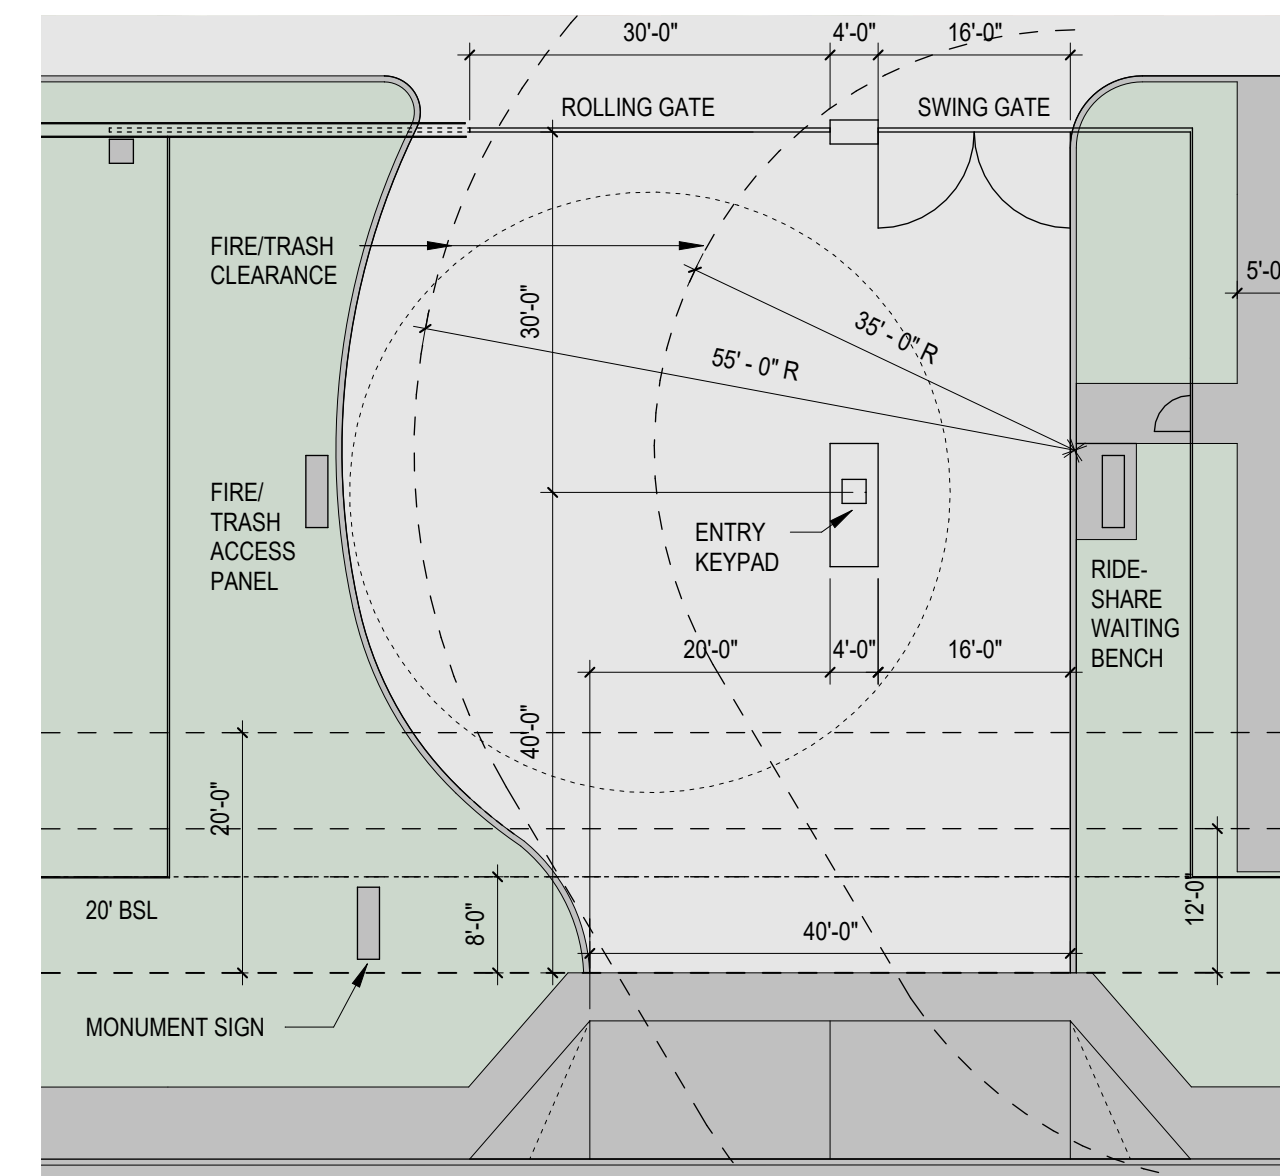 30'-0"
4'-0"
16'-0"
ROLLING GATE
SWING GATE
FIRE/TRASH
CLEARANCE
5'-0
30'-0"
35' - 0" R
55' - 0" R
FIRE/
TRASH
ACCESS
PANEL
ENTRY
KEYPAD
RIDE-
SHARE
WAITING
BENCH
20'-0"
4'-0"
16'-0"
40'-0"
20'-0"
12'-0"
20' BSL
8'-0"
40'-0"
MONUMENT SIGN